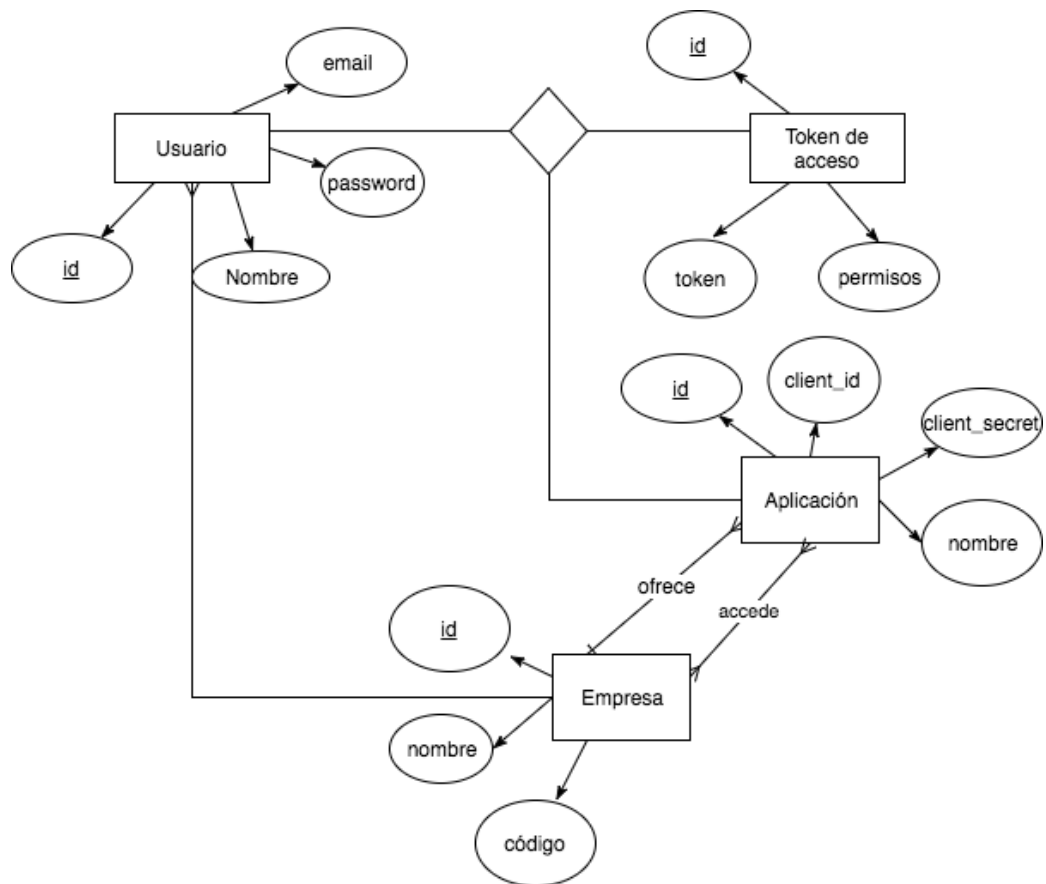 email
id
Usuario
Token de
acceso
password
id
Nombre
token
permisos
id
client_id
client_secret
Aplicación
nombre
ofrece
accede
id
Empresa
nombre
código